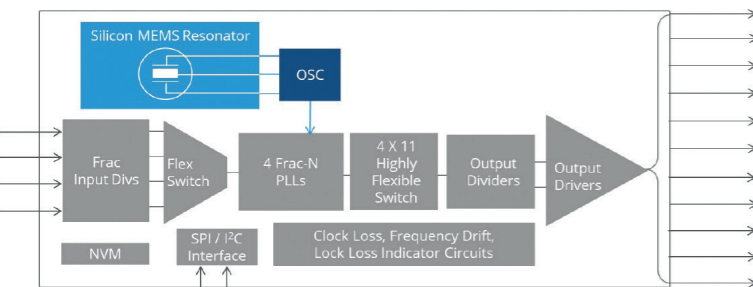 Silicon MEMS Resonator
OSC
Frac
Input Divs
Flex
Switch
4 Frac-N
PLLs
4 X 11
Highly
Flexible
Switch
Output
Dividers
Output
Drivers
NVM
SPI / I²C
Interface
Clock Loss, Frequency Drift,
Lock Loss Indicator Circuits